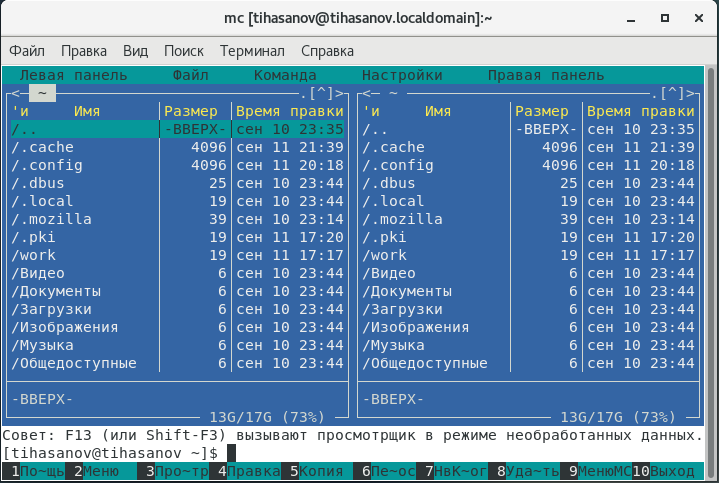 mc [tihasanov@tihasanov.localdomain]:~
Файл Правка Вид Поиск Терминал Справка
Левая панель Файл Команда Настройки Правая панель
<─ ~ ─.[^]> <─ ~ ─.[^]>
'и Имя Размер Время правки 'и Имя Размер Время правки
/.. -ВВЕРХ- сен 10 23:35 /.. -ВВЕРХ- сен 10 23:35
/.cache 4096 сен 11 21:39 /.cache 4096 сен 11 21:39
/.config 4096 сен 11 20:18 /.config 4096 сен 11 20:18
/.dbus 25 сен 10 23:44 /.dbus 25 сен 10 23:44
/.local 19 сен 10 23:44 /.local 19 сен 10 23:44
/.mozilla 39 сен 10 23:14 /.mozilla 39 сен 10 23:14
/.pki 19 сен 11 17:20 /.pki 19 сен 11 17:20
/work 19 сен 11 17:17 /work 19 сен 11 17:17
/Видео 6 сен 10 23:44 /Видео 6 сен 10 23:44
/Документы 6 сен 10 23:44 /Документы 6 сен 10 23:44
/Загрузки 6 сен 10 23:44 /Загрузки 6 сен 10 23:44
/Изображения 6 сен 10 23:44 /Изображения 6 сен 10 23:44
/Музыка 6 сен 10 23:44 /Музыка 6 сен 10 23:44
/Общедоступные 6 сен 10 23:44 /Общедоступные 6 сен 10 23:44
-ВВЕРХ- -ВВЕРХ-
13G/17G (73%) 13G/17G (73%)
Совет: F13 (или Shift-F3) вызывают просмотрщик в режиме необработанных данных.
[tihasanov@tihasanov ~]$
1По~щь 2Меню 3Про~тр 4Правка 5Копия 6Пе~ос 7НвК~ог 8Уда~ть 9МенюМС 10Выход